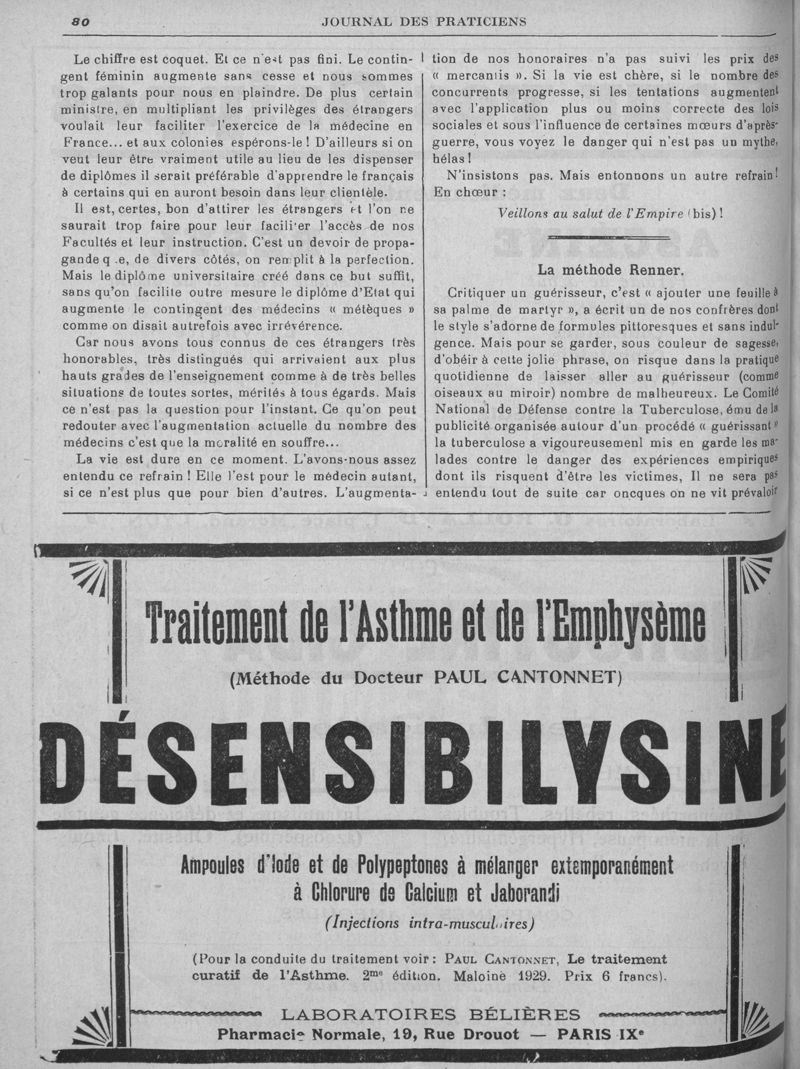 80
JOURNAL DES PRATICIENS
Le chiffre est coquet. Et ce n'est pas fini. Le contin-
gent féminin augmente sans cesse et nous sommes
trop galants pour nous en plaindre. De plus certain
ministre, en multipliant les privilèges des étrangers
voulait leur faciliter l'exercice de la médecine en
France... et aux colonies espérons-le ! D'ailleurs si on
veut leur être vraiment utile au lieu de les dispenser
de diplômes il serait préférable d'apprendre le français
à certains qui en auront besoin dans leur clientèle.
Il est, certes, bon d'attirer les étrangers et l'on ne
saurait trop faire pour leur faciliter l'accès de nos
Facultés et leur instruction. C'est un devoir de propa-
gande que, de divers côtés, on remplit à la perfection.
Mais le diplôme universitaire créé dans ce but suffit,
sans qu'on facilite outre mesure le diplôme d'Etat qui
augmente le contingent des médecins « métèques »
comme on disait autrefois avec irrévérence.
Car nous avons tous connus de ces étrangers très
honorables, très distingués qui arrivaient aux plus
hauts grades de l'enseignement comme à de très belles
situations de toutes sortes, mérités à tous égards. Mais
ce n'est pas la question pour l'instant. Ce qu'on peut
redouter avec l'augmentation actuelle du nombre des
médecins c'est que la moralité en souffre...
La vie est dure en ce moment. L'avons-nous assez
entendu ce refrain ! Elle l'est pour le médecin autant,
si ce n'est plus que pour bien d'autres. L'augmenta-
tion de nos honoraires n'a pas suivi les prix des
« mercantis ». Si la vie est chère, si le nombre des
concurrents progresse, si les tentations augmentent
avec l'application plus ou moins correcte des lois
sociales et sous l'influence de certaines mœurs d'après-
guerre, vous voyez le danger qui n'est pas un mythe,
hélas !
N'insistons pas. Mais entonnons un autre refrain !
En chœur :
Veillons au salut de l'Empire (bis) !
La méthode Renner.
Critiquer un guérisseur, c'est « ajouter une feuille à
sa palme de martyr », a écrit un de nos confrères dont
le style s'adorne de formules pittoresques et sans indul-
gence. Mais pour se garder, sous couleur de sagesse,
d'obéir à cette jolie phrase, on risque dans la pratique
quotidienne de laisser aller au guérisseur (comme
oiseaux au miroir) nombre de malheureux. Le Comité
National de Défense contre la Tuberculose, ému de la
publicité organisée autour d'un procédé « guérissant »
la tuberculose a vigoureusemenl mis en garde les ma-
lades contre le danger des expériences empiriques
dont ils risquent d'être les victimes, Il ne sera pas
entendu tout de suite car oncques on ne vit prévaloir
Traitement de l'Asthme et de l'Emphysème
(Méthode du Docteur PAUL CANTONNET)
DÉSENSIBILYSINE
Ampoules d'Iode et de Polypeptones à mélanger extemporanément
à Chlorure de Calcium et Jaborandi
(Injections intra-musculaires)
(Pour la conduite du traitement voir : PAUL CANTONNET, Le traitement
curatif de l'Asthme. 2me édition. Maloine 1929. Prix 6 francs).
LABORATOIRES BÉLIÈRES
Pharmacie Normale, 19, Rue Drouot — PARIS IXe